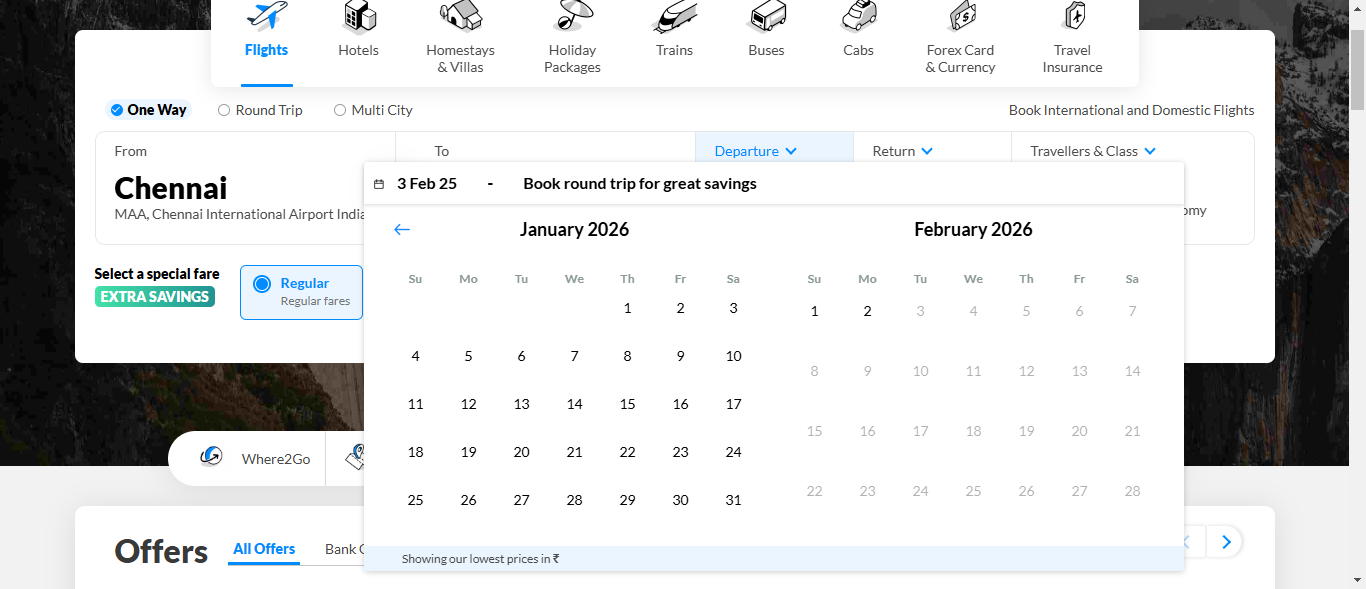 Flights
Hotels
Homestays
& Villas
Holiday
Packages
Trains
Buses
Cabs
Forex Card
& Currency
Travel
Insurance
One Way
Round Trip
Multi City
Book International and Domestic Flights
From
To
Departure
Return
Travellers & Class
Chennai
MAA, Chennai International Airport India
3 Feb 25 - Book round trip for great savings
omy
January 2026
February 2026
Su Mo Tu We Th Fr Sa
1 2 3
4 5 6 7 8 9 10
11 12 13 14 15 16 17
18 19 20 21 22 23 24
25 26 27 28 29 30 31
Su Mo Tu We Th Fr Sa
1 2 3 4 5 6 7
8 9 10 11 12 13 14
15 16 17 18 19 20 21
22 23 24 25 26 27 28
Showing our lowest prices in ₹
Select a special fare
EXTRA SAVINGS
Regular
Regular fares
Where2Go
Offers
All Offers
Bank